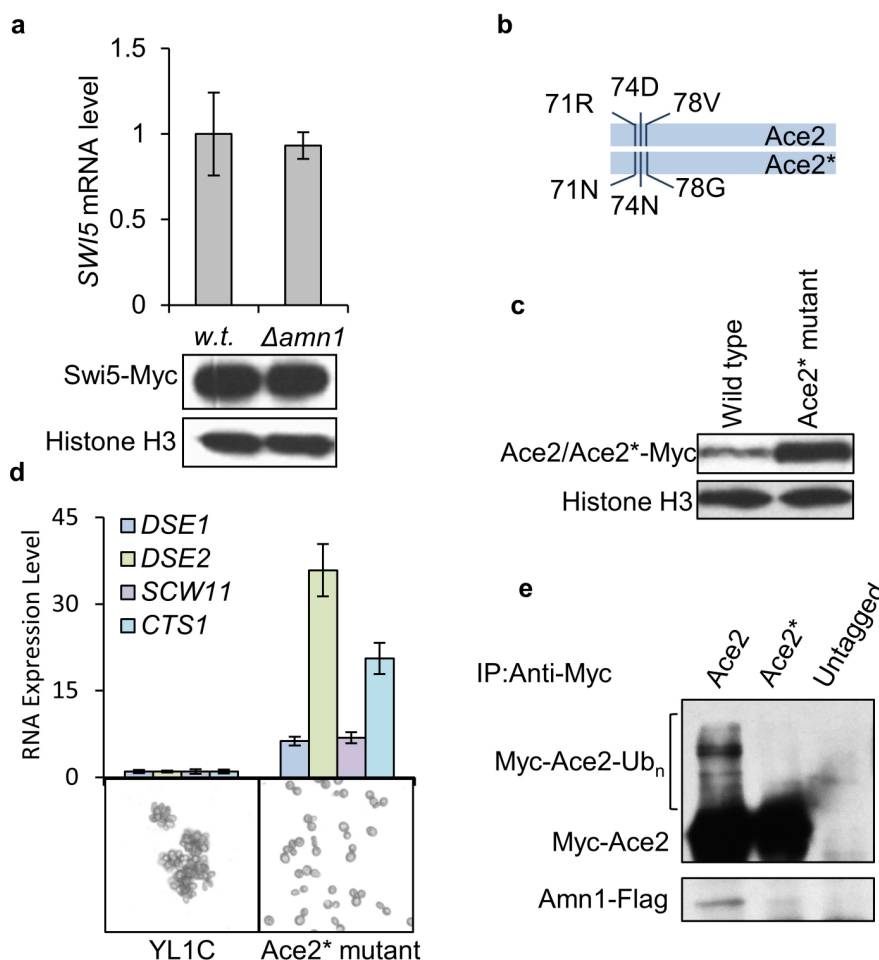 a
SWI5 mRNA level
1.5
1
0.5
0
w.t.
Δamn1
Swi5-Myc
Histone H3
b
71R
74D
78V
Ace2
Ace2*
71N
74N
78G
c
Wild type
Ace2* mutant
Ace2/Ace2*-Myc
Histone H3
d
RNA Expression Level
45
30
15
0
DSE1
DSE2
SCW11
CTS1
YL1C
Ace2* mutant
e
IP:Anti-Myc
Ace2
Ace2*
Untagged
Myc-Ace2-Ubn
Myc-Ace2
Amn1-Flag